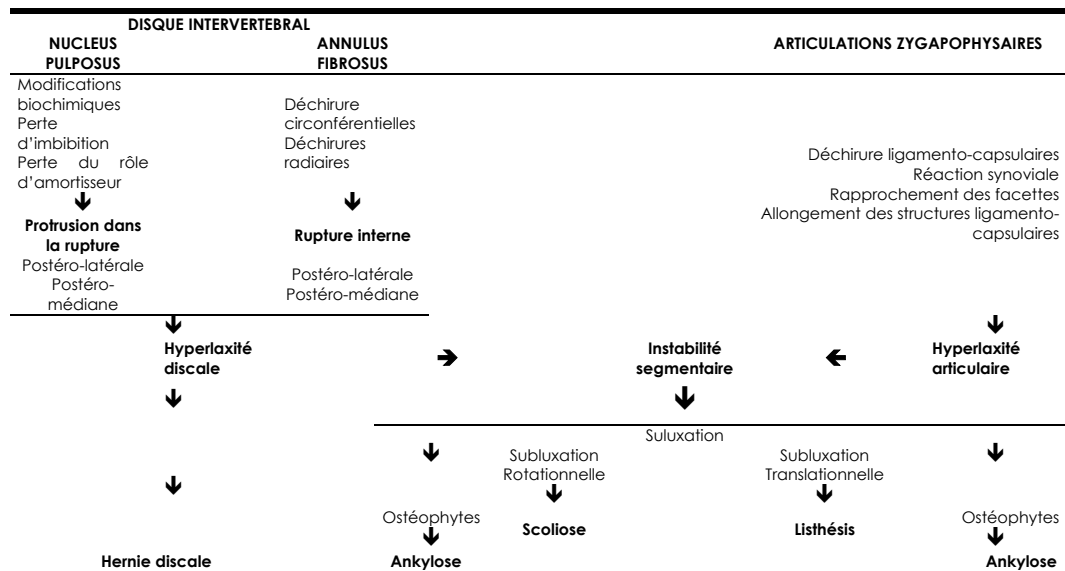 DISQUE INTERVERTEBRAL
NUCLEUS
PULPOSUS
ANNULUS
FIBROSUS
ARTICULATIONS ZYGAPOPHYSAIRES
Modifications
biochimiques
Perte
d'imbibition
Perte du rôle
d'amortisseur
Déchirure
circonférentielles
Déchirures
radiaires
Déchirure ligamento-capsulaires
Réaction synoviale
Rapprochement des facettes
Allongement des structures ligamento-
capsulaires
Protrusion dans
la rupture
Postéro-latérale
Postéro-
médiane
Rupture interne
Postéro-latérale
Postéro-médiane
Hyperlaxité
discale
Instabilité
segmentaire
Hyperlaxité
articulaire
Suluxation
Subluxation
Rotationnelle
Subluxation
Translationnelle
Ostéophytes
Scoliose
Listhésis
Ostéophytes
Hernie discale
Ankylose
Ankylose